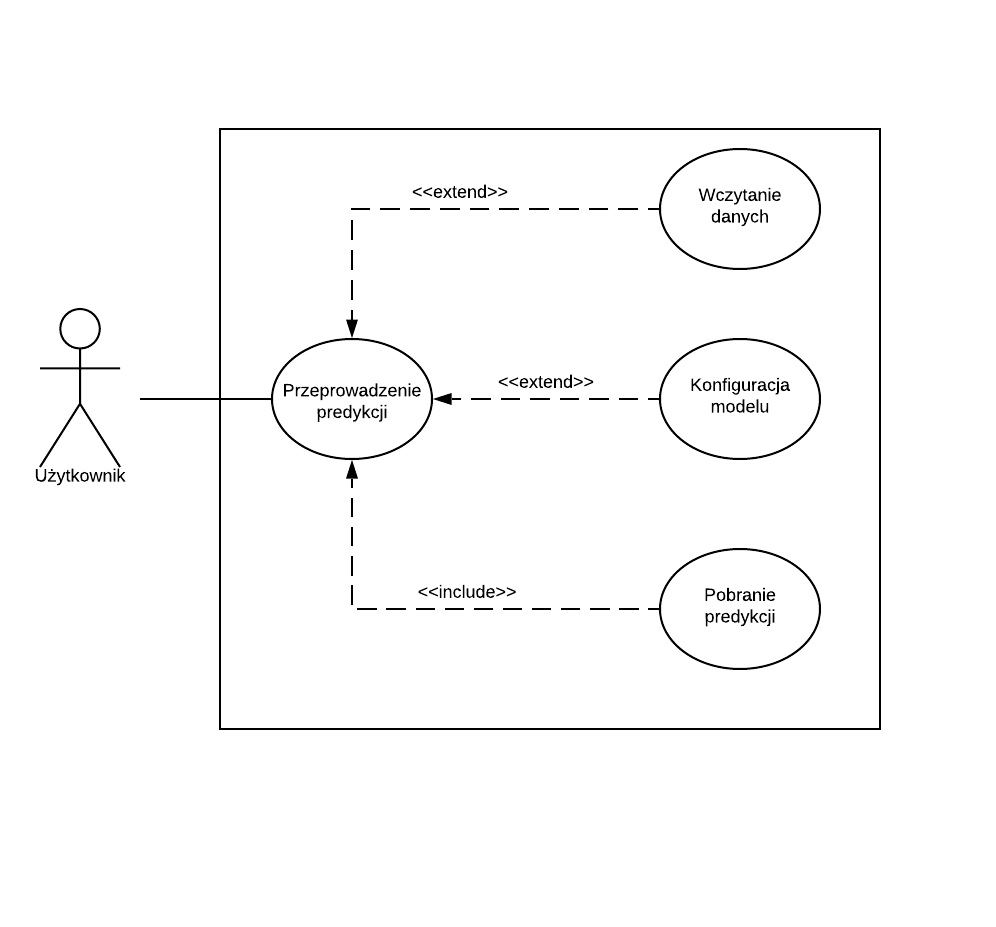 <<extend>>
Wczytanie
danych
<<extend>>
Przeprowadzenie
predykcji
Konfiguracja
modelu
Użytkownik
<<include>>
Pobranie
predykcji